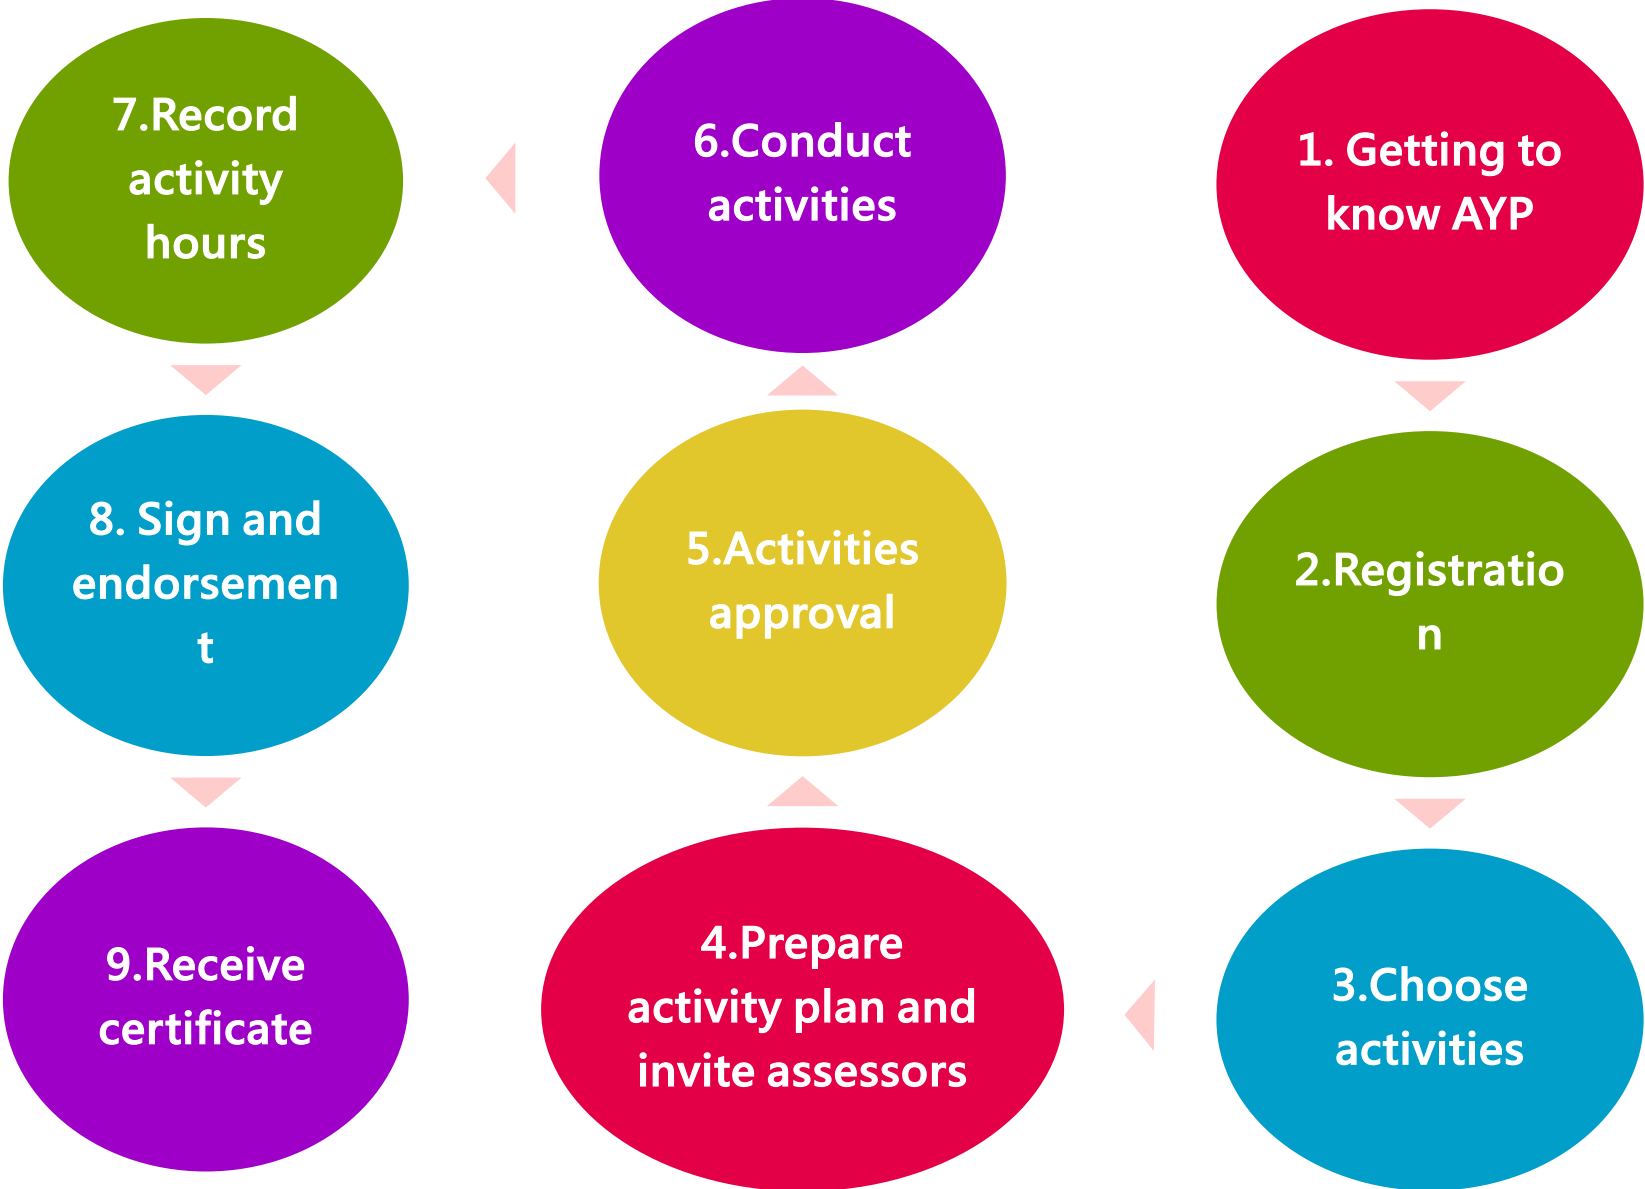 1. Getting to
know AYP
2.Registratio
n
3.Choose
activities
4.Prepare
activity plan and
invite assessors
5.Activities
approval
6.Conduct
activities
7.Record
activity
hours
8. Sign and
endorsemen
t
9.Receive
certificate